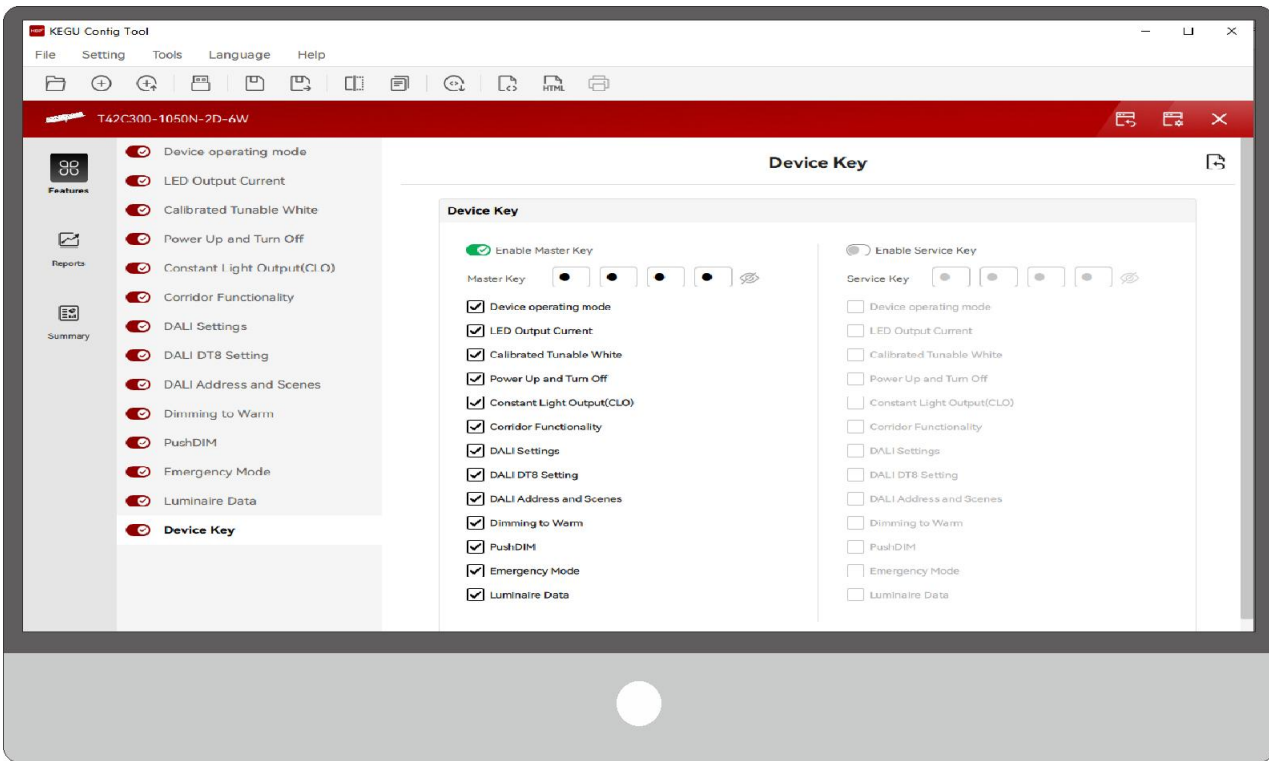 KEGU Contig Tool
File Setting Tools Language Help
HTML
T42C300-1050N-2D-6W
Features
Reports
Summary
Device operating mode
LED Output Current
Calibrated Tunable White
Power Up and Turn Off
Constant Light Output(CLO)
Corridor Functionality
DALI Settings
DALI DT8 Setting
DALI Address and Scenes
Dimming to Warm
PushDIM
Emergency Mode
Luminaire Data
Device Key
Device Key
Device Key
Enable Master Key
Master Key
Device operating mode
LED Output Current
Calibrated Tunable White
Power Up and Turn Off
Constant Light Output(CLO)
Corridor Functionality
DALI Settings
DALI DT8 Setting
DALI Address and Scenes
Dimming to Warm
PushDIM
Emergency Mode
Luminaire Data
Enable Service Key
Service Key
Device operating mode
LED Output Current
Calibrated Tunable White
Power Up and Turn Off
Constant Light Output(CLO)
Corridor Functionality
DALI Settings
DALI DT8 Setting
DALI Address and Scenes
Dimming to Warm
PushDIM
Emergency Mode
Luminaire Data